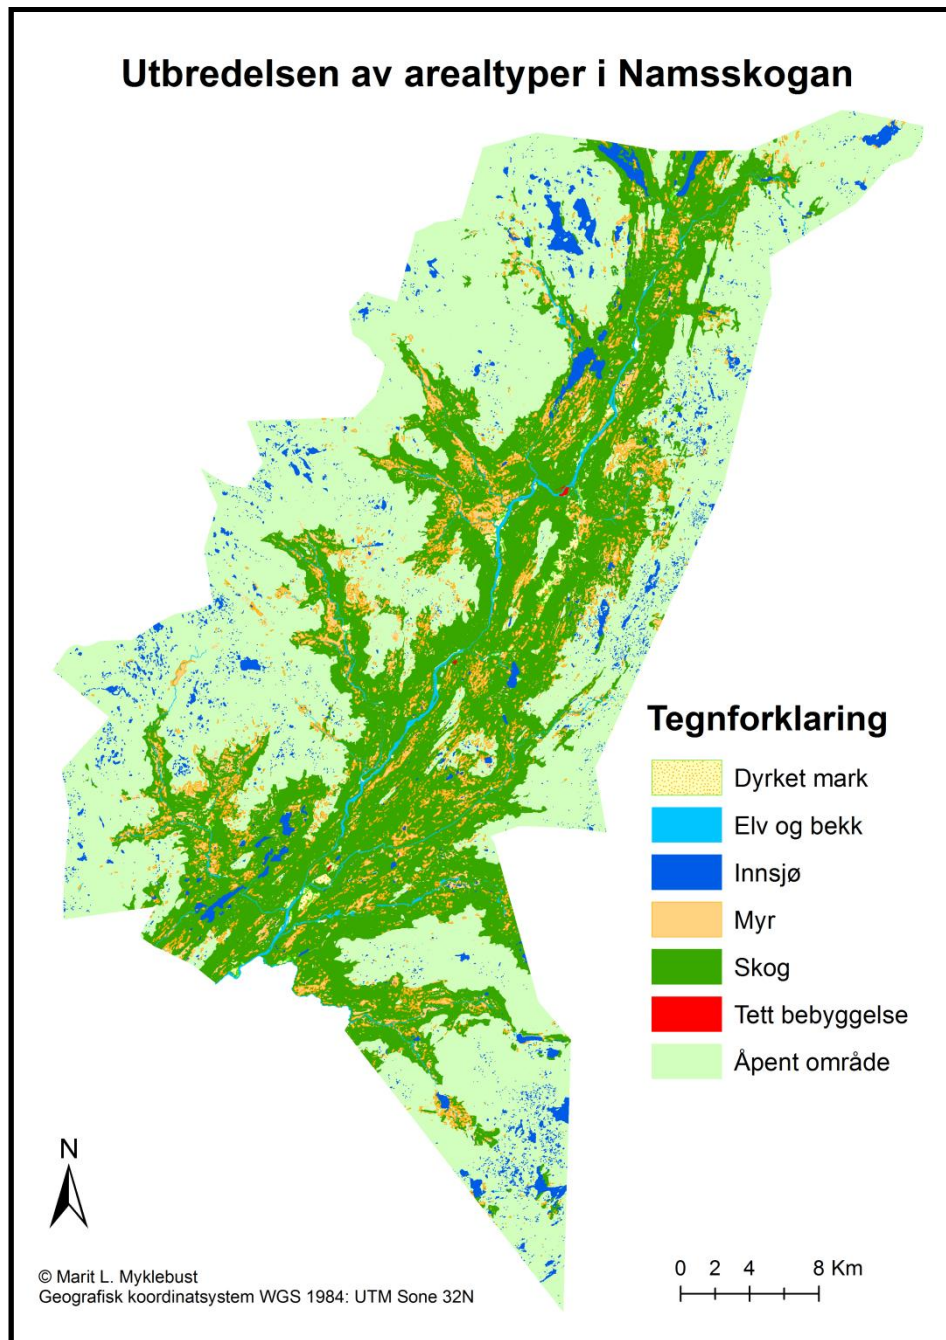 Utbredelsen av arealtyper i Namsskogan
Tegnforklaring
Dyrket mark
Elv og bekk
Innsjø
Myr
Skog
Tett bebyggelse
Åpent område
N
© Marit L. Myklebust
Geografisk koordinatsystem WGS 1984: UTM Sone 32N
0 2 4 8 Km